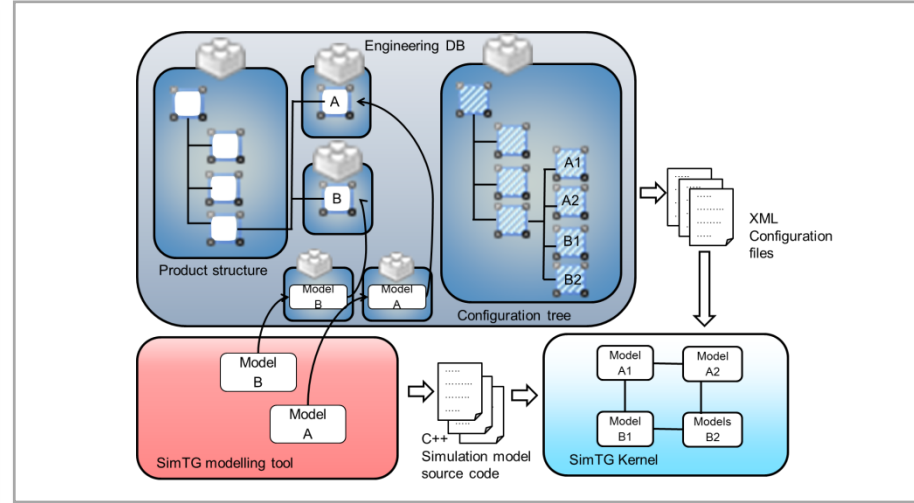 Engineering DB
A
B
A1
A2
B1
B2
Product structure
Model
B
Model
A
Configuration tree
XML
Configuration
files
Model
B
Model
A
SimTG modelling tool
C++
Simulation model
source code
Model
A1
Model
A2
Model
B1
Models
B2
SimTG Kernel